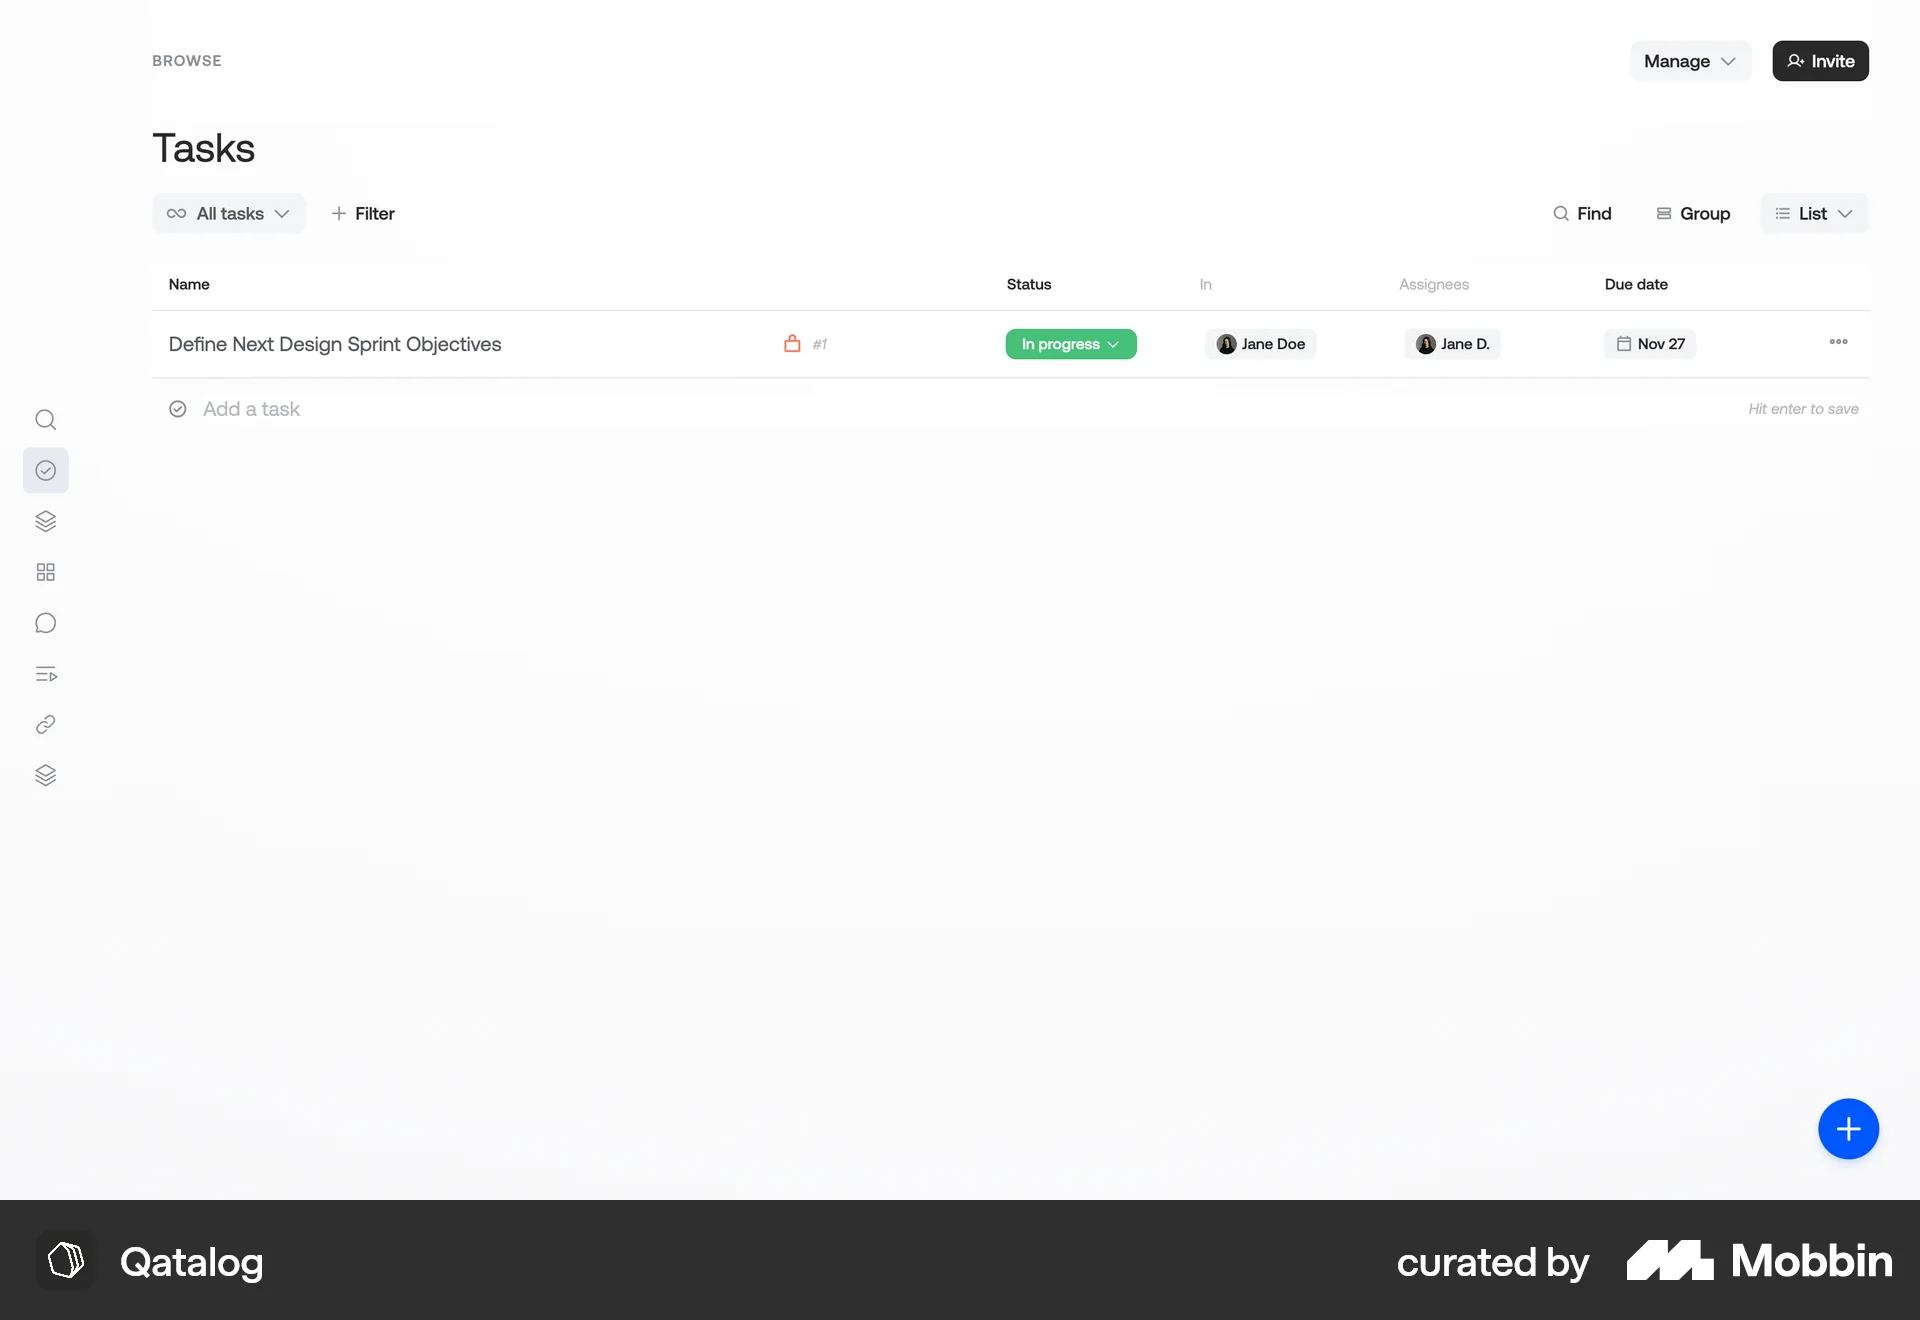 BROWSE
Manage
Invite
Tasks
All tasks
Filter
Find
Group
List
Name
Status
In
Assignees
Due date
Define Next Design Sprint Objectives
#1
In progress
Jane Doe
Jane D.
Nov 27
Add a task
Hit enter to save
Qatalog
curated by
Mobbin